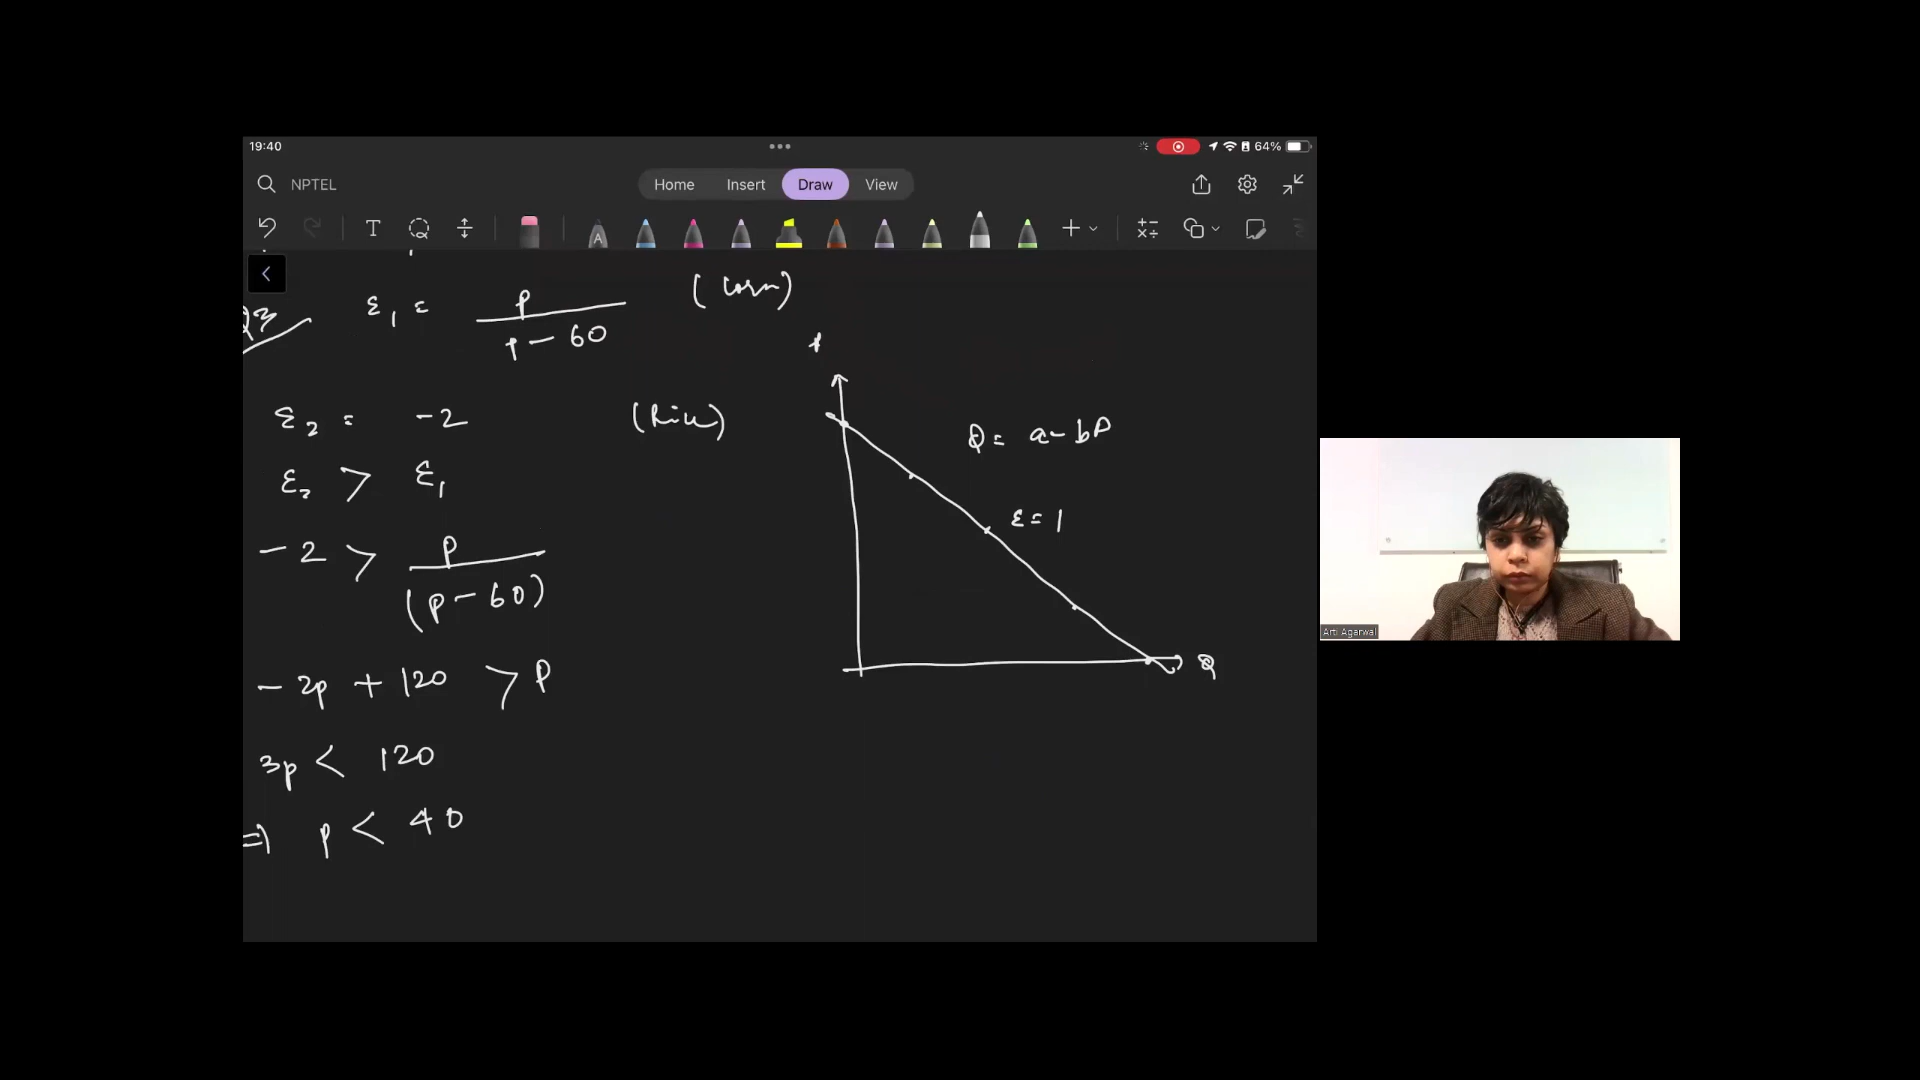 19:40
64%
NPTEL
Home Insert Draw View
T
A
Q3
ε₁ = p / p - 60 (Corn)
ε₂ = -2 (Rice)
ε₂ > ε₁
-2 > p / (p - 60)
-2p + 120 > p
3p < 120
⇒ p < 40
P
Q = a - bP
ε = 1
Q
Arti Agarwal